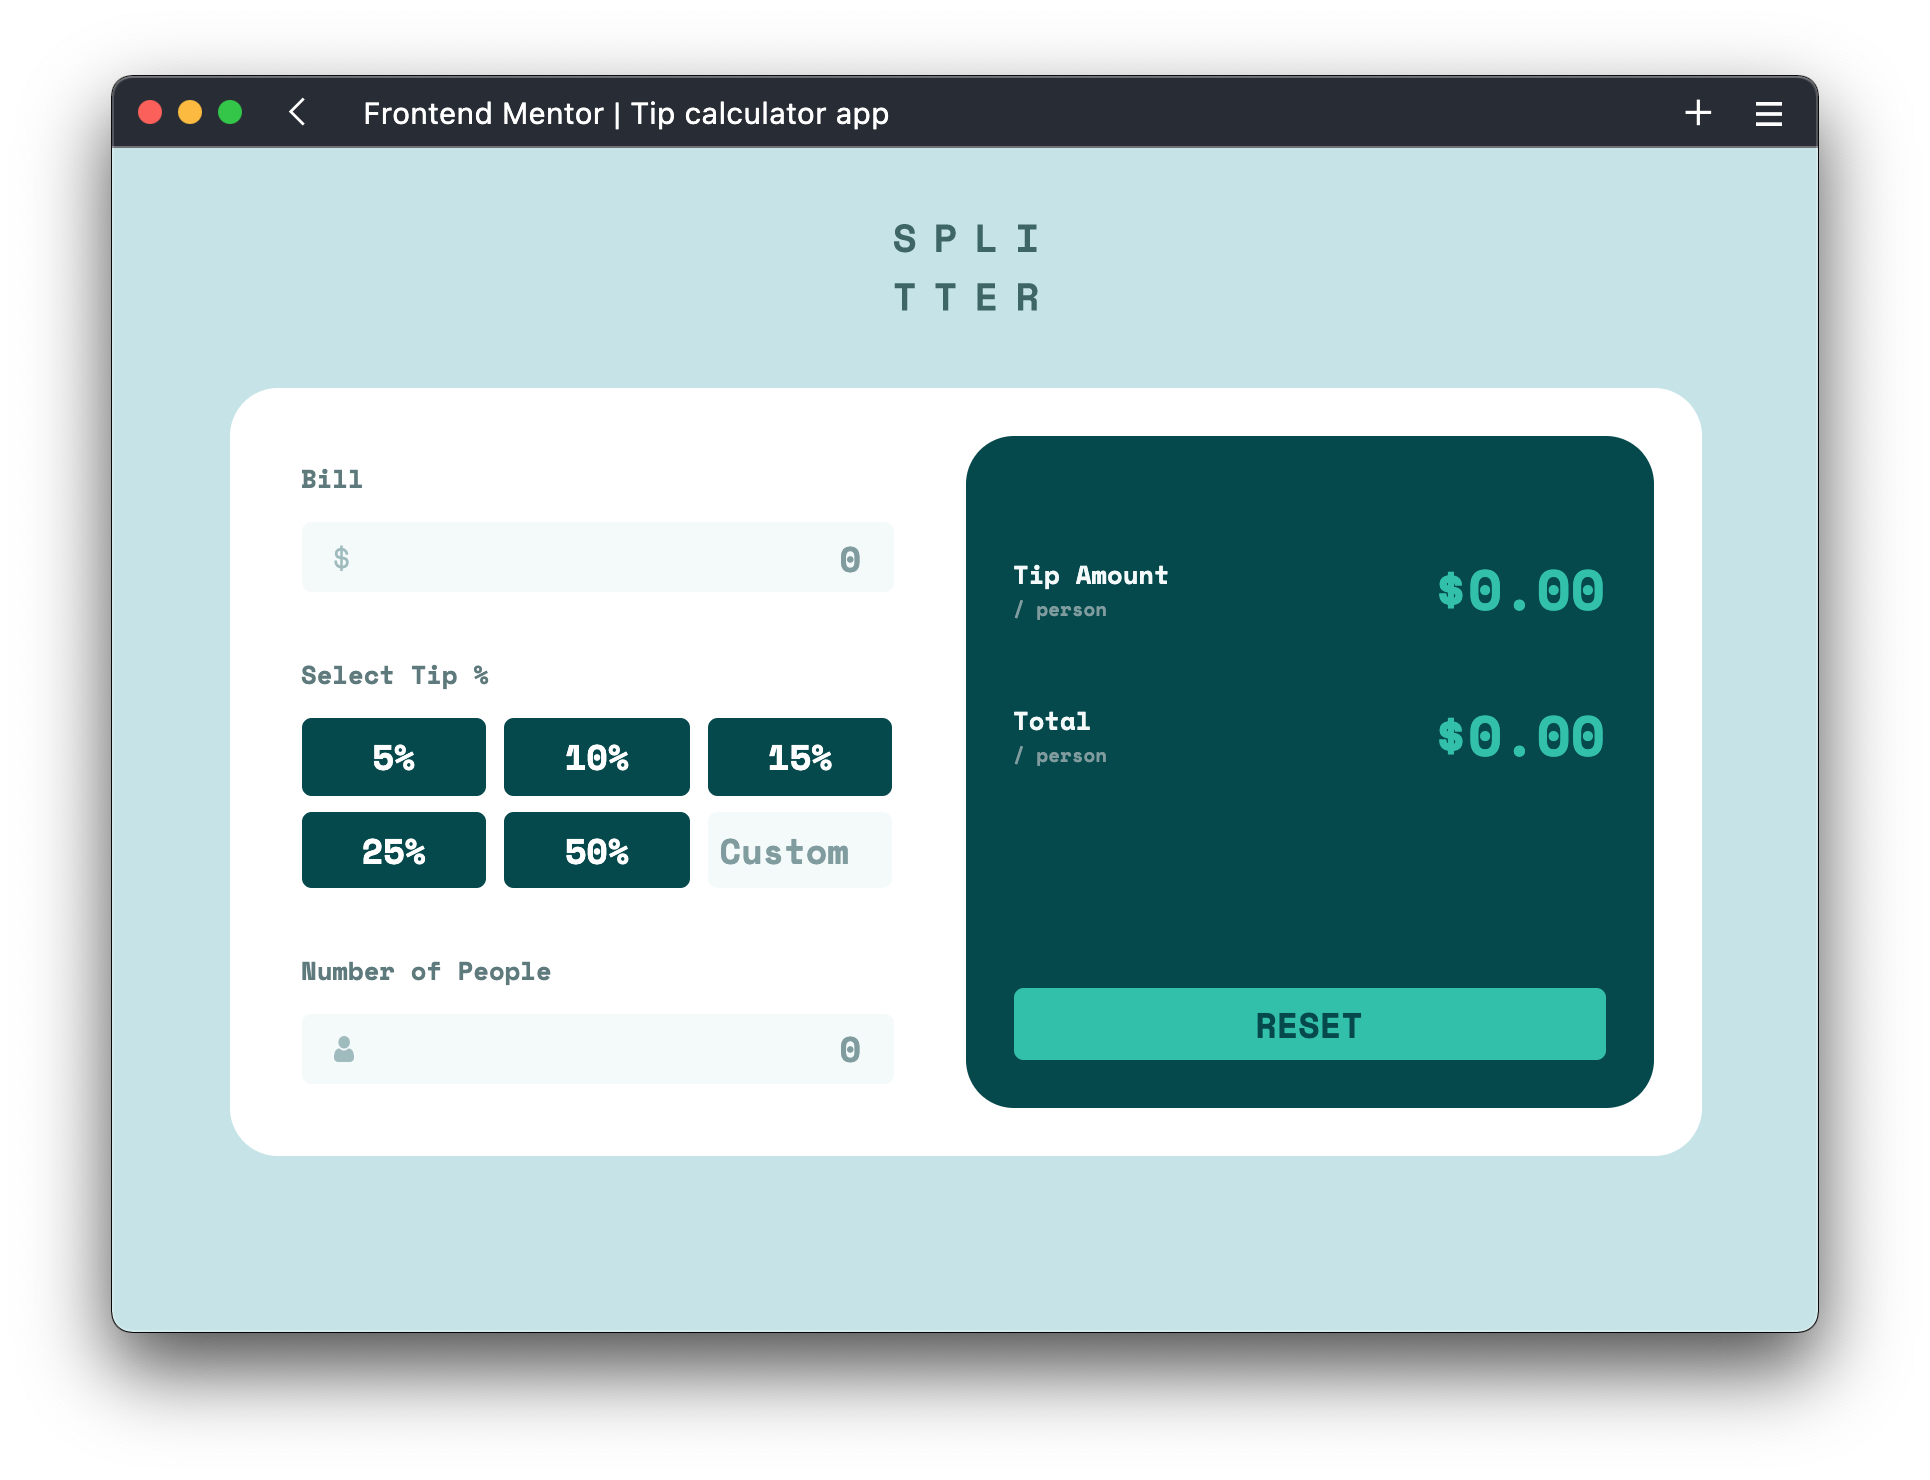 Frontend Mentor | Tip calculator app
SPLI
TTER
Bill
$ 0
Select Tip %
5% 10% 15%
25% 50% Custom
Number of People
0
Tip Amount
/ person
$0.00
Total
/ person
$0.00
RESET